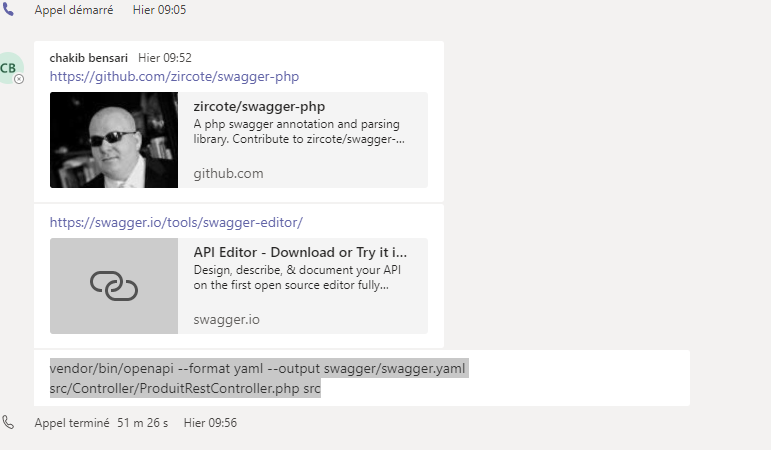 Appel démarré Hier 09:05
CB
chakib bensari Hier 09:52
https://github.com/zircote/swagger-php
zircote/swagger-php
A php swagger annotation and parsing
library. Contribute to zircote/swagger-...
github.com
https://swagger.io/tools/swagger-editor/
API Editor - Download or Try it i...
Design, describe, & document your API
on the first open source editor fully...
swagger.io
vendor/bin/openapi --format yaml --output swagger/swagger.yaml
src/Controller/ProduitRestController.php src
Appel terminé 51 m 26 s Hier 09:56